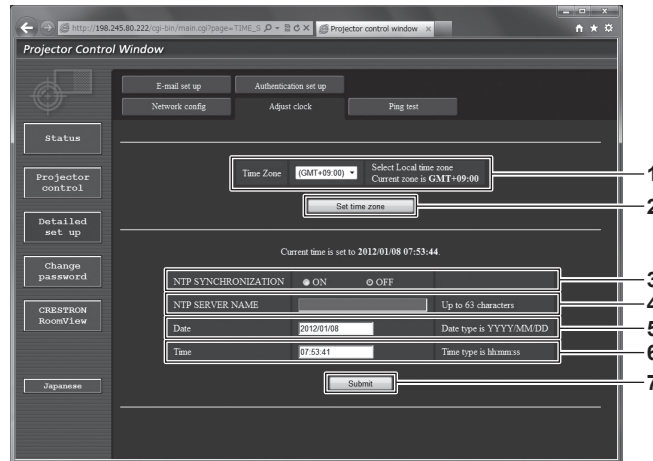 http://198.245.80.222/cgi-bin/main.cgi?page=TIME_S
Projector control window
Projector Control Window
E-mail set up
Authentication set up
Network config
Adjust clock
Ping test
Status
Projector
control
Detailed
set up
Change
password
CRESTRON
RoomView
Japanese
Time Zone
(GMT+09:00)
Select Local time zone
Current zone is GMT+09:00
1
Set time zone
2
Current time is set to 2012/01/08 07:53:44.
NTP SYNCHRONIZATION
ON
OFF
3
NTP SERVER NAME
Up to 63 characters
4
Date
2012/01/08
Date type is YYYY/MM/DD
5
Time
07:53:41
Time type is hh:mm:ss
6
Submit
7